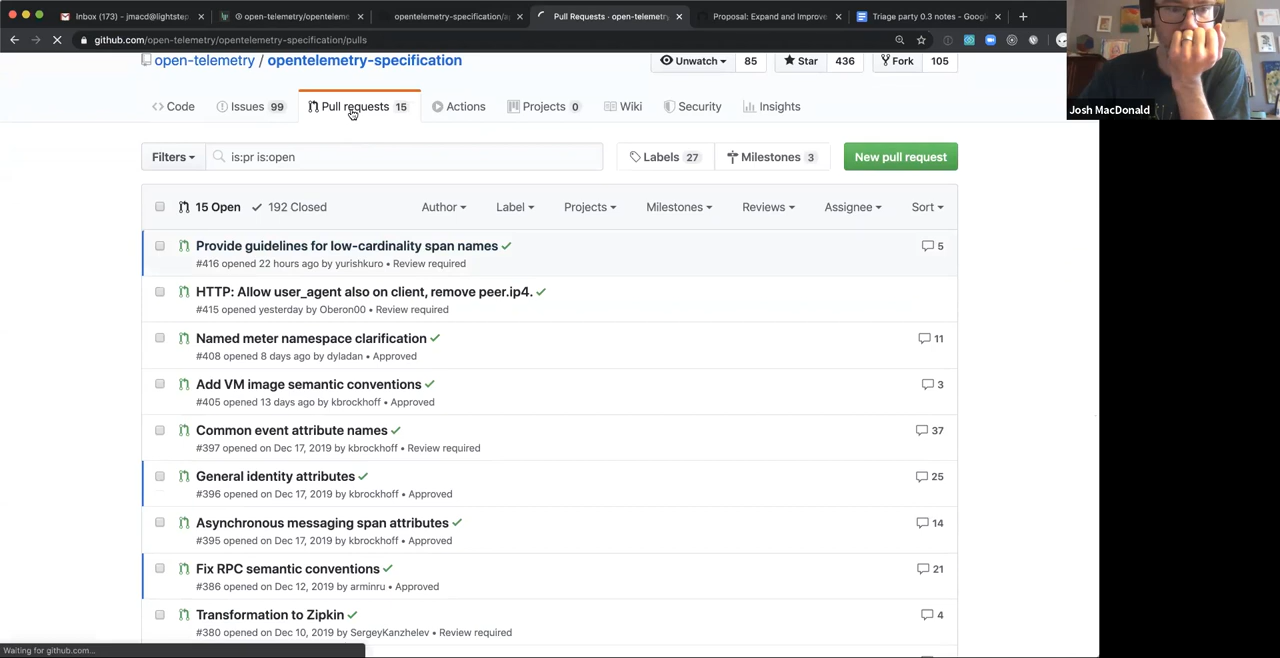 Inbox (173) - jmacd@lightstep
open-telemetry/openteleme
opentelemetry-specification/a
Pull Requests · open-telemetry
Proposal: Expand and Improve
Triage party 0.3 notes - Goog
github.com/open-telemetry/opentelemetry-specification/pulls
open-telemetry / opentelemetry-specification
Unwatch 85 Star 436 Fork 105
Code Issues 99 Pull requests 15 Actions Projects 0 Wiki Security Insights
Filters is:pr is:open Labels 27 Milestones 3 New pull request
15 Open 192 Closed Author Label Projects Milestones Reviews Assignee Sort
Provide guidelines for low-cardinality span names 5
#416 opened 22 hours ago by yurishkuro • Review required
HTTP: Allow user_agent also on client, remove peer.ip4.
#415 opened yesterday by Oberon00 • Review required
Named meter namespace clarification 11
#408 opened 8 days ago by dyladan • Approved
Add VM image semantic conventions 3
#405 opened 13 days ago by kbrockhoff • Approved
Common event attribute names 37
#397 opened on Dec 17, 2019 by kbrockhoff • Review required
General identity attributes 25
#396 opened on Dec 17, 2019 by kbrockhoff • Approved
Asynchronous messaging span attributes 14
#395 opened on Dec 17, 2019 by kbrockhoff • Approved
Fix RPC semantic conventions 21
#386 opened on Dec 12, 2019 by arminru • Approved
Transformation to Zipkin 4
#380 opened on Dec 10, 2019 by SergeyKanzhelev • Review required
Waiting for github.com...
Josh MacDonald